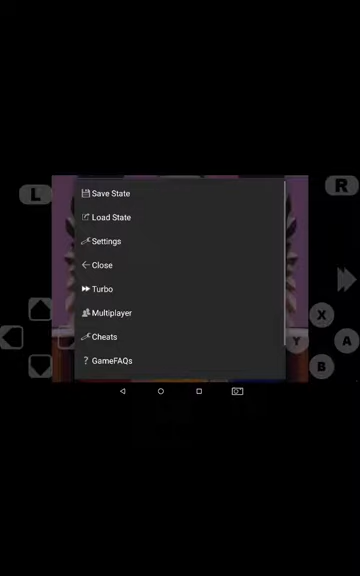 L
R
Save State
Load State
Settings
Close
Turbo
Multiplayer
Cheats
GameFAQs
X
Y
A
B